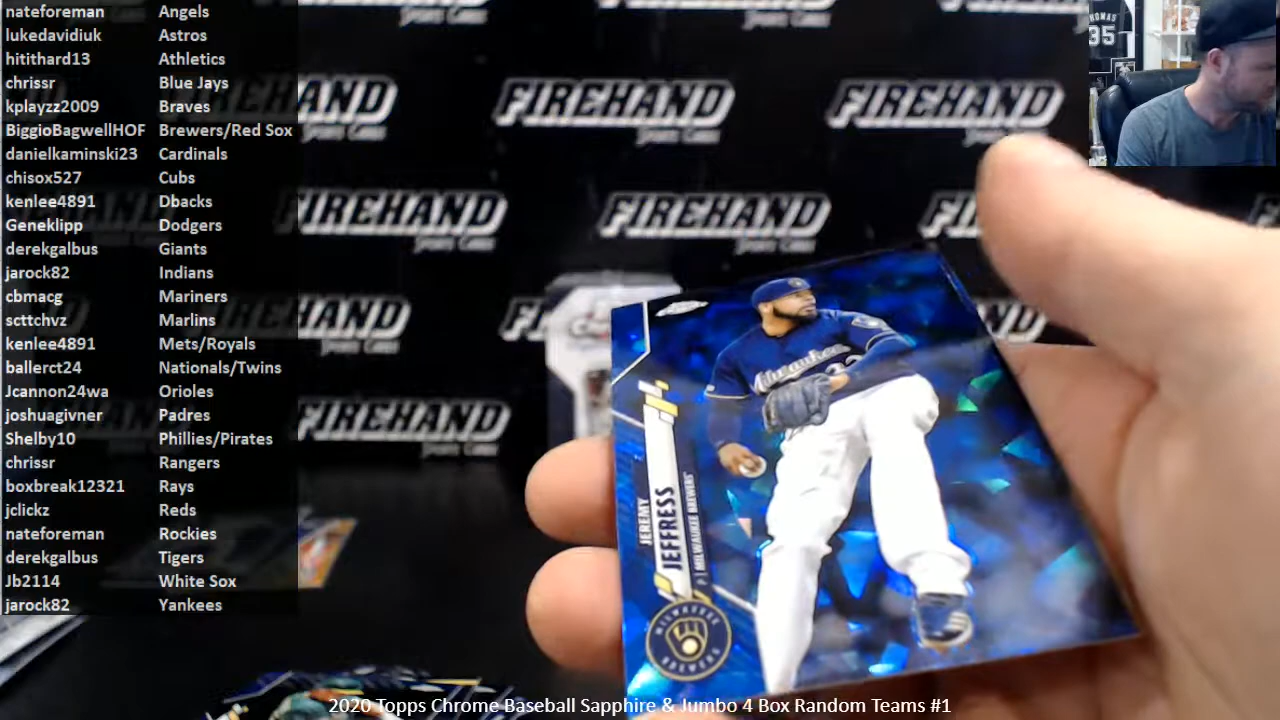 nateforeman Angels
lukedavidiuk Astros
hitithard13 Athletics
chrissr Blue Jays
kplayzz2009 Braves
BiggioBagwellHOF Brewers/Red Sox
danielkaminski23 Cardinals
chisox527 Cubs
kenlee4891 Dbacks
Geneklipp Dodgers
derekgalbus Giants
jarock82 Indians
cbmacg Mariners
scttchvz Marlins
kenlee4891 Mets/Royals
ballerct24 Nationals/Twins
Jcannon24wa Orioles
joshuagivner Padres
Shelby10 Phillies/Pirates
chrissr Rangers
boxbreak12321 Rays
jclickz Reds
nateforeman Rockies
derekgalbus Tigers
Jb2114 White Sox
jarock82 Yankees
FIREHAND
FIREHAND
FIREHAND
FIREHAND
FIREHAND
THOMAS
35
Milwaukee
JEREMY
JEFFRESS
P | MILWAUKEE BREWERS
MILWAUKEE
BREWERS
2020 Topps Chrome Baseball Sapphire & Jumbo 4 Box Random Teams #1